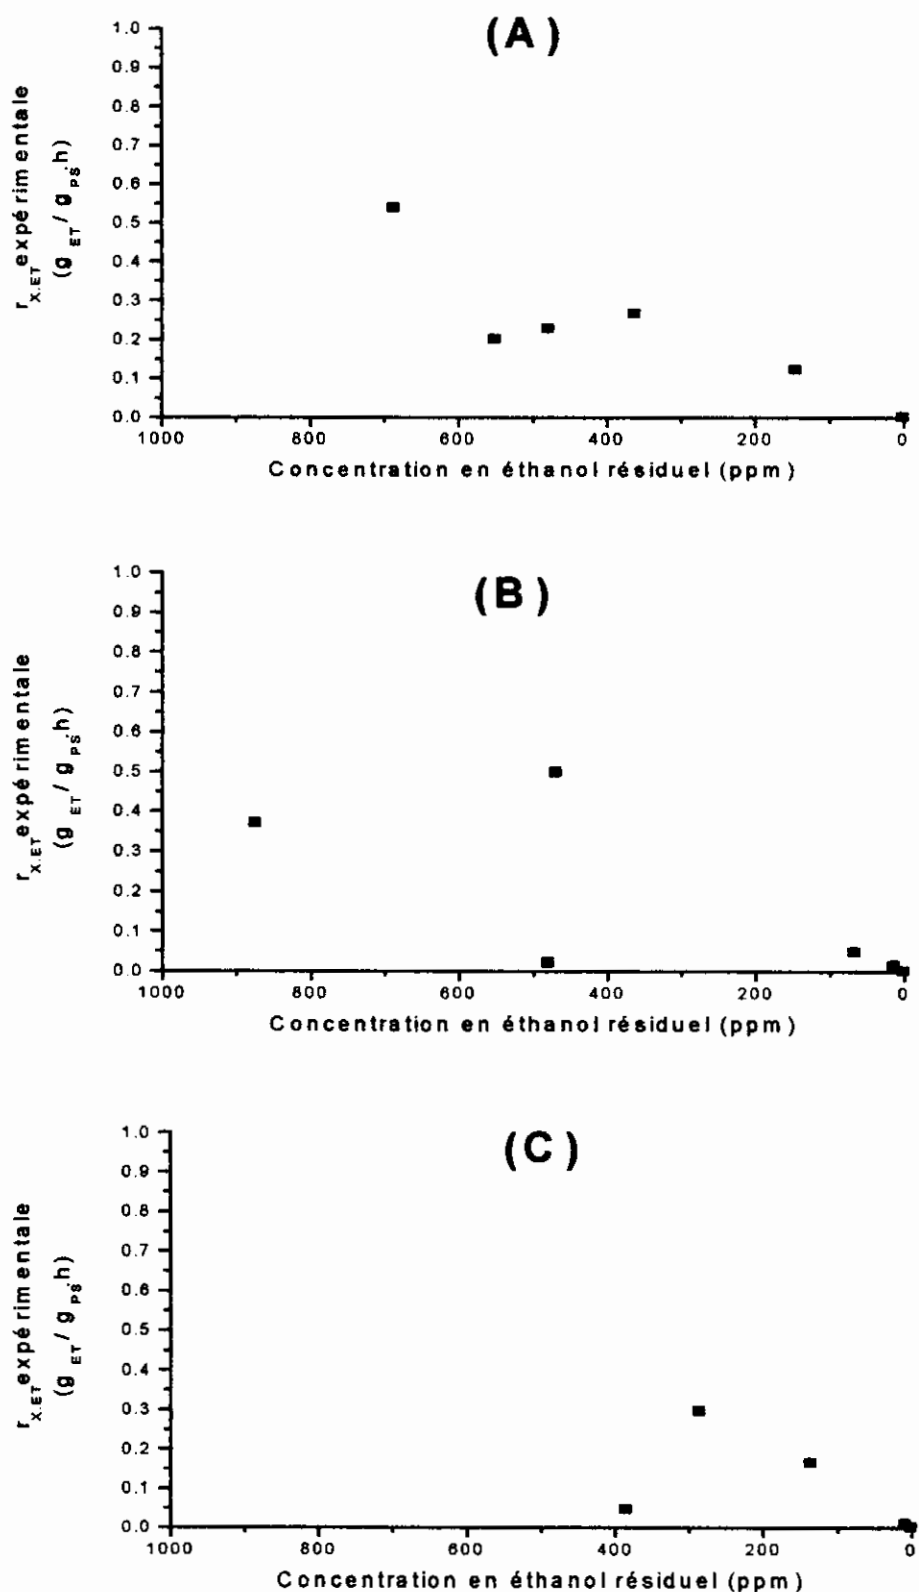 (A)
r X.ET expérimentale
(g ET / g PS.h)
1.0
0.9
0.8
0.7
0.6
0.5
0.4
0.3
0.2
0.1
0.0
1000 800 600 400 200 0
Concentration en éthanol résiduel (ppm)
(B)
r X.ET expérimentale
(g ET / g PS.h)
1.0
0.9
0.8
0.7
0.6
0.5
0.4
0.3
0.2
0.1
0.0
1000 800 600 400 200 0
Concentration en éthanol résiduel (ppm)
(C)
r X.ET expérimentale
(g ET / g PS.h)
1.0
0.9
0.8
0.7
0.6
0.5
0.4
0.3
0.2
0.1
0.0
1000 800 600 400 200 0
Concentration en éthanol résiduel (ppm)